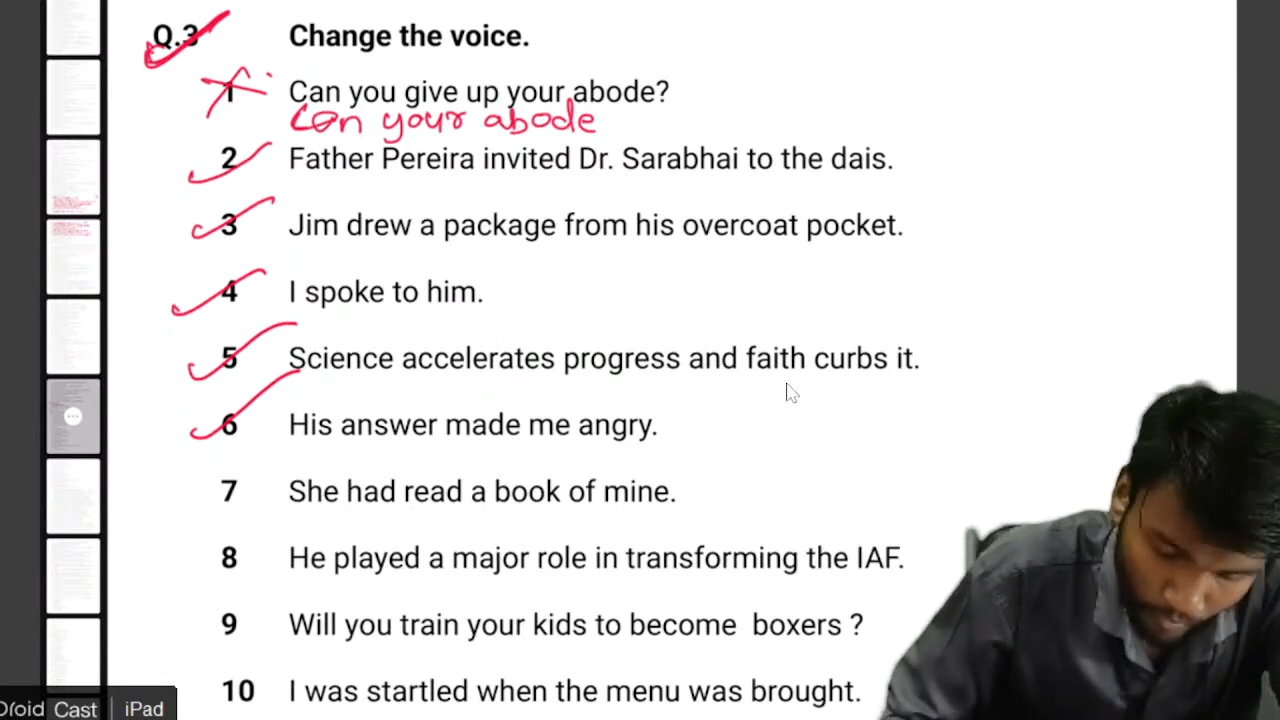 Q.3 Change the voice.
1 Can you give up your abode?
Can your abode
2 Father Pereira invited Dr. Sarabhai to the dais.
3 Jim drew a package from his overcoat pocket.
4 I spoke to him.
5 Science accelerates progress and faith curbs it.
6 His answer made me angry.
7 She had read a book of mine.
8 He played a major role in transforming the IAF.
9 Will you train your kids to become boxers ?
10 I was startled when the menu was brought.
Droid Cast iPad